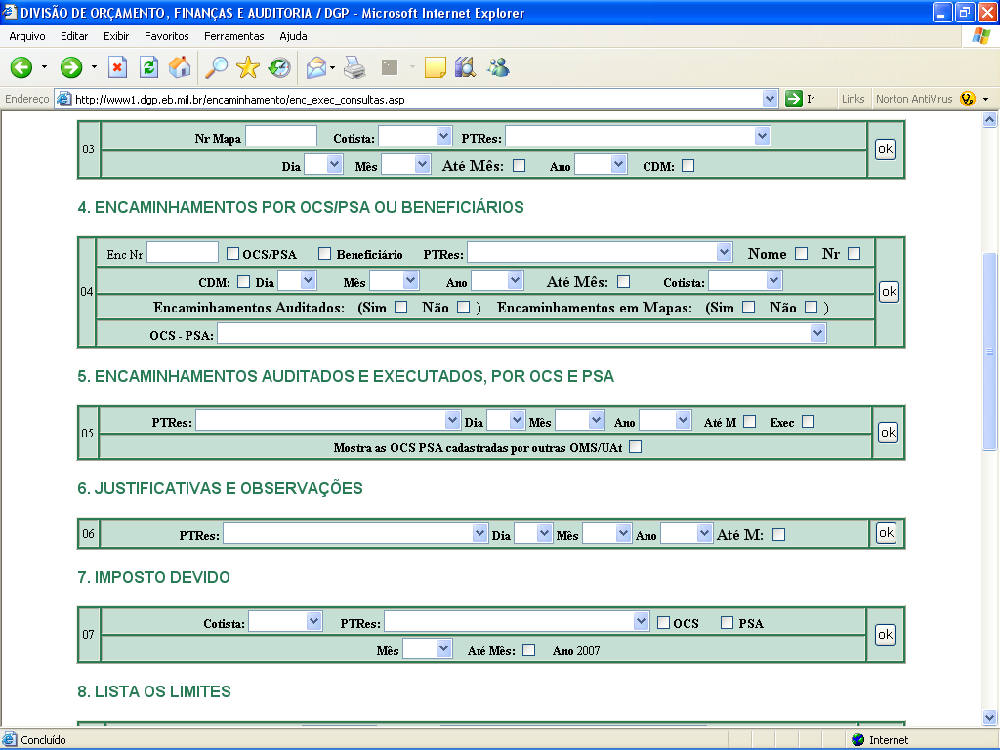 DIVISÃO DE ORÇAMENTO, FINANÇAS E AUDITORIA / DGP - Microsoft Internet Explorer
Arquivo Editar Exibir Favoritos Ferramentas Ajuda
Endereço http://www1.dgp.eb.mil.br/encaminhamento/enc_exec_consultas.asp Ir Links Norton AntiVirus
03 Nr Mapa Cotista: PTRes: ok
Dia Mês Até Mês: Ano CDM:
4. ENCAMINHAMENTOS POR OCS/PSA OU BENEFICIÁRIOS
04 Enc Nr OCS/PSA Beneficiário PTRes: Nome Nr ok
CDM: Dia Mês Ano Até Mês: Cotista:
Encaminhamentos Auditados: (Sim Não ) Encaminhamentos em Mapas: (Sim Não )
OCS - PSA:
5. ENCAMINHAMENTOS AUDITADOS E EXECUTADOS, POR OCS E PSA
05 PTRes: Dia Mês Ano Até M Exec ok
Mostra as OCS PSA cadastradas por outras OMS/UAt
6. JUSTIFICATIVAS E OBSERVAÇÕES
06 PTRes: Dia Mês Ano Até M: ok
7. IMPOSTO DEVIDO
07 Cotista: PTRes: OCS PSA ok
Mês Até Mês: Ano 2007
8. LISTA OS LIMITES
Concluído Internet